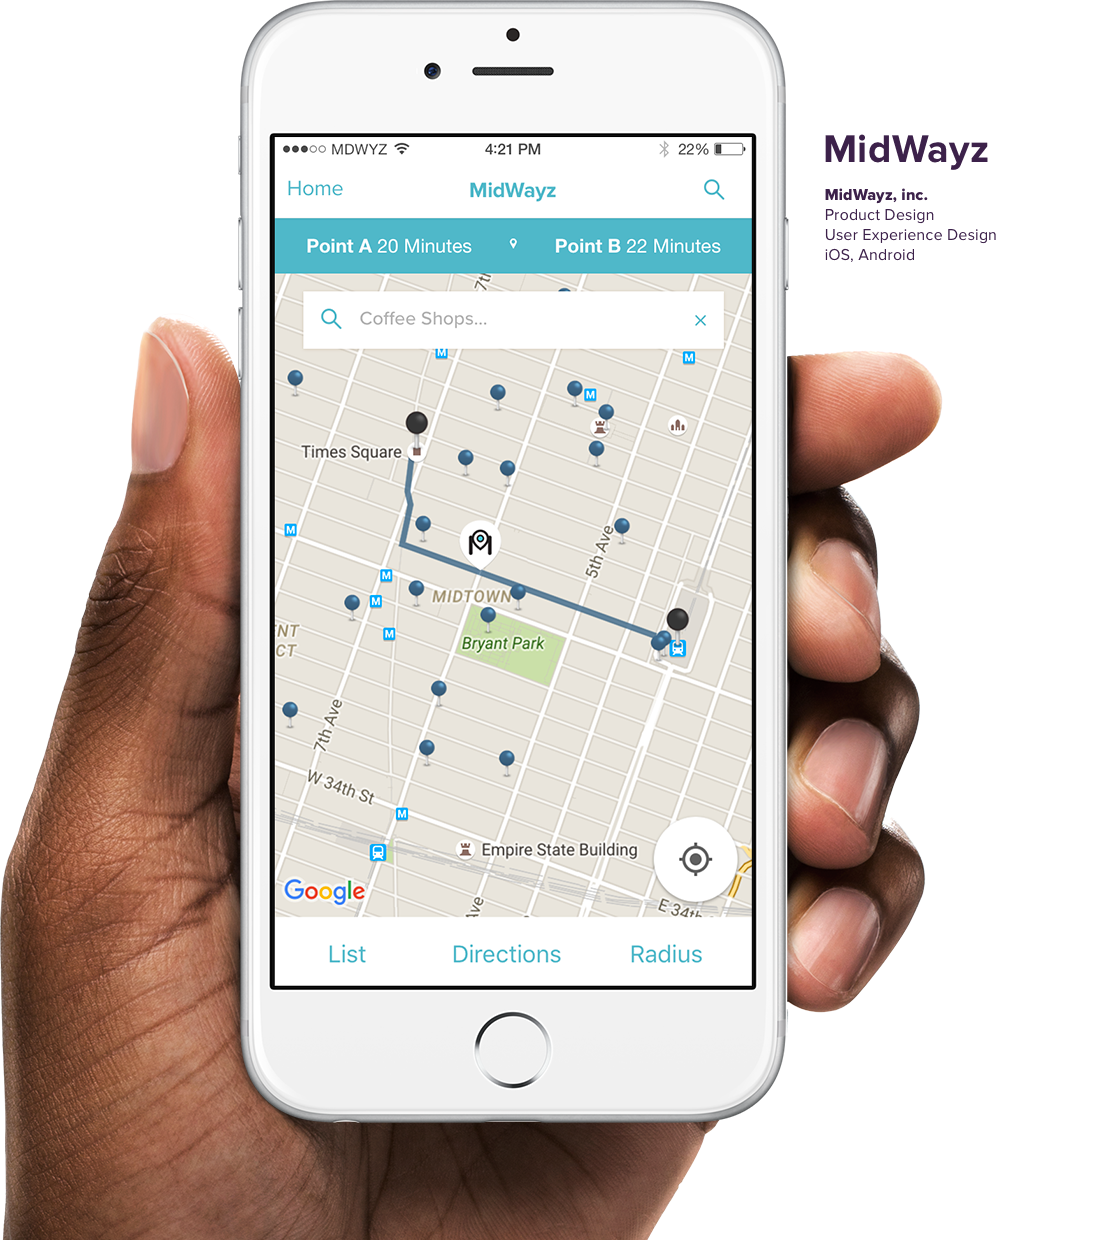 MDWYZ 4:21 PM 22%
Home MidWayz
Point A 20 Minutes Point B 22 Minutes
7th
Coffee Shops...
M
M
M
Times Square
M
5th Ave
M
MIDTOWN
M
M
NT
CT
Bryant Park
7th Ave
W 34th St
M
Empire State Building
Google
Ave
E 34th
List Directions Radius
MidWayz
MidWayz, inc.
Product Design
User Experience Design
iOS, Android